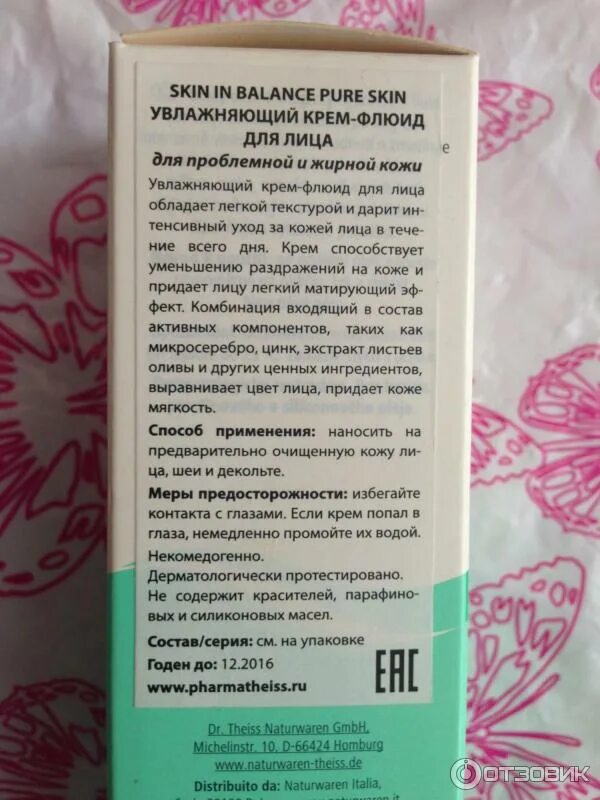 SKIN IN BALANCE PURE SKIN
УВЛАЖНЯЮЩИЙ КРЕМ-ФЛЮИД
ДЛЯ ЛИЦА
для проблемной и жирной кожи
Увлажняющий крем-флюид для лица
обладает легкой текстурой и дарит ин-
тенсивный уход за кожей лица в тече-
ние всего дня. Крем способствует
уменьшению раздражений на коже и
придает лицу легкий матирующий эф-
фект. Комбинация входящий в состав
активных компонентов, таких как
микросеребро, цинк, экстракт листьев
оливы и других ценных ингредиентов,
выравнивает цвет лица, придает коже
мягкость.
Способ применения: наносить на
предварительно очищенную кожу ли-
ца, шеи и декольте.
Меры предосторожности: избегайте
контакта с глазами. Если крем попал в
глаза, немедленно промойте их водой.
Некомедогенно.
Дерматологически протестировано.
Не содержит красителей, парафино-
вых и силиконовых масел.
Состав/серия: см. на упаковке
Годен до: 12.2016
www.pharmatheiss.ru
EAC
Dr. Theiss Naturwaren GmbH,
Michelinstr. 10, D-66424 Homburg
www.naturwaren-theiss.de
Distribuito da: Naturwaren Italia,
ОТЗОВИК